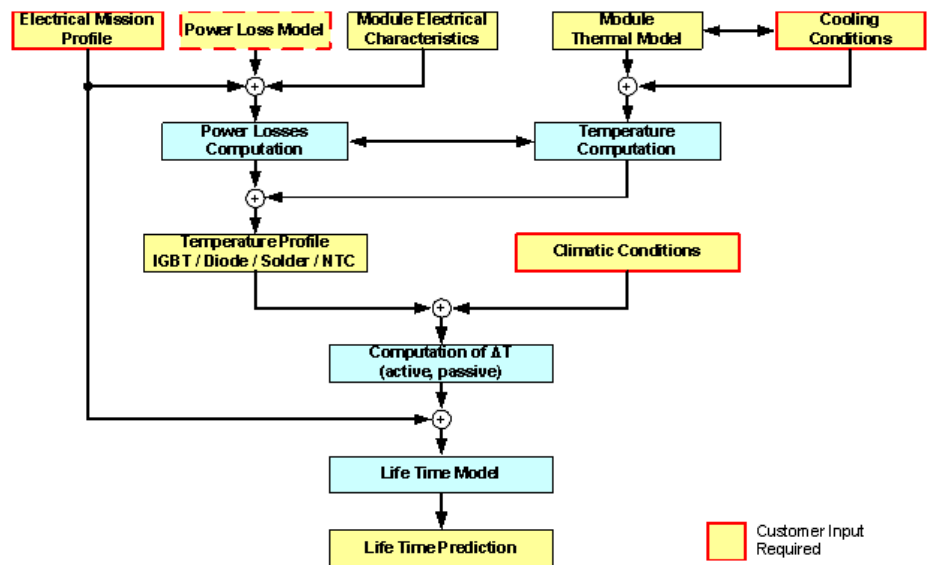 Electrical Mission
Profile
Power Loss Model
Module Electrical
Characteristics
Module
Thermal Model
Cooling
Conditions
+
+
Power Losses
Computation
Temperature
Computation
+
Temperature Profile
IGBT / Diode / Solder / NTC
Climatic Conditions
+
Computation of ΔT
(active, passive)
+
Life Time Model
Life Time Prediction
Customer Input
Required